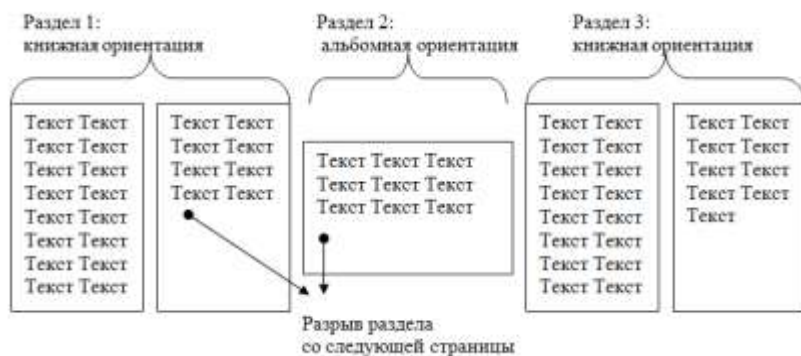 Раздел 1:
книжная ориентация
Раздел 2:
альбомная ориентация
Раздел 3:
книжная ориентация
Текст Текст
Текст Текст
Текст Текст
Текст Текст
Текст Текст
Текст Текст
Текст Текст
Текст Текст
Текст Текст
Текст Текст
Текст Текст
Текст Текст
Текст Текст Текст
Текст Текст Текст
Текст Текст Текст
Текст Текст
Текст Текст
Текст Текст
Текст Текст
Текст Текст
Текст Текст
Текст Текст
Текст Текст
Текст Текст
Текст Текст
Текст Текст
Текст Текст
Текст
Разрыв раздела
со следующей страницы